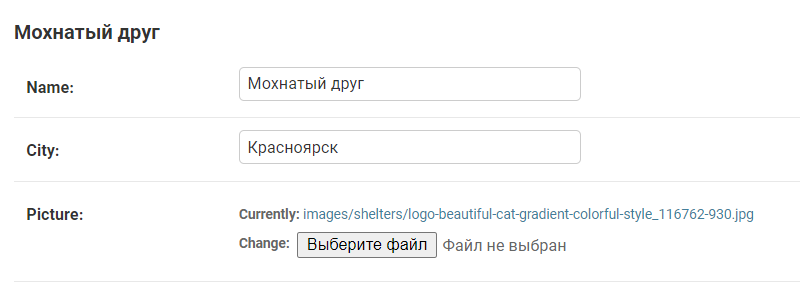 Мохнатый друг
Name: Мохнатый друг
City: Красноярск
Picture: Currently: images/shelters/logo-beautiful-cat-gradient-colorful-style_116762-930.jpg
Change: Выберите файл Файл не выбран